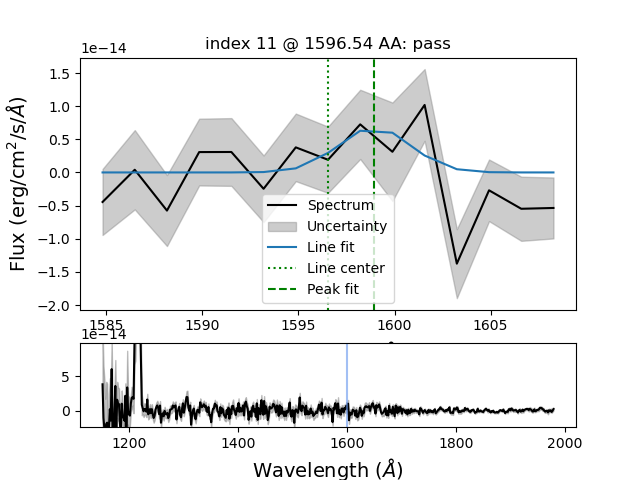 index 11 @ 1596.54 AA: pass
1e−14
1.5
1.0
0.5
0.0
−0.5
−1.0
−1.5
−2.0
Flux (erg/cm²/s/Å)
Spectrum
Uncertainty
Line fit
Line center
Peak fit
1585 1590 1595 1600 1605
1e−14
5
0
1200 1400 1600 1800 2000
Wavelength (Å)